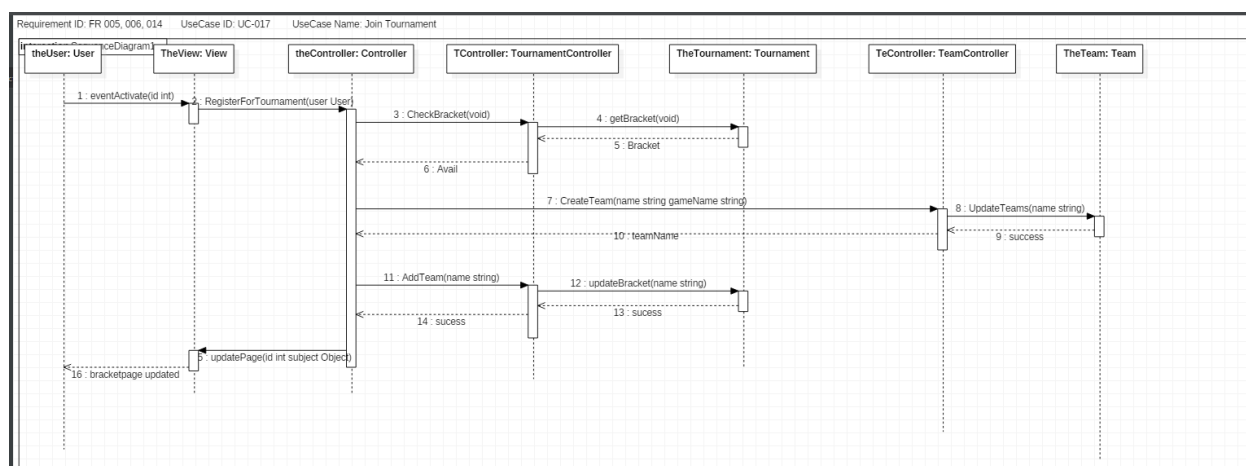 Requirement ID: FR 005, 006, 014 UseCase ID: UC-017 UseCase Name: Join Tournament
interaction SequenceDiagram1
theUser: User TheView: View theController: Controller TController: TournamentController TheTournament: Tournament TeController: TeamController TheTeam: Team
1 : eventActivate(id int)
2 : RegisterForTournament(user User)
3 : CheckBracket(void)
4 : getBracket(void)
5 : Bracket
6 : Avail
7 : CreateTeam(name string gameName string)
8 : UpdateTeams(name string)
9 : success
10 : teamName
11 : AddTeam(name string)
12 : updateBracket(name string)
13 : sucess
14 : sucess
5 : updatePage(id int subject Object)
16 : bracketpage updated